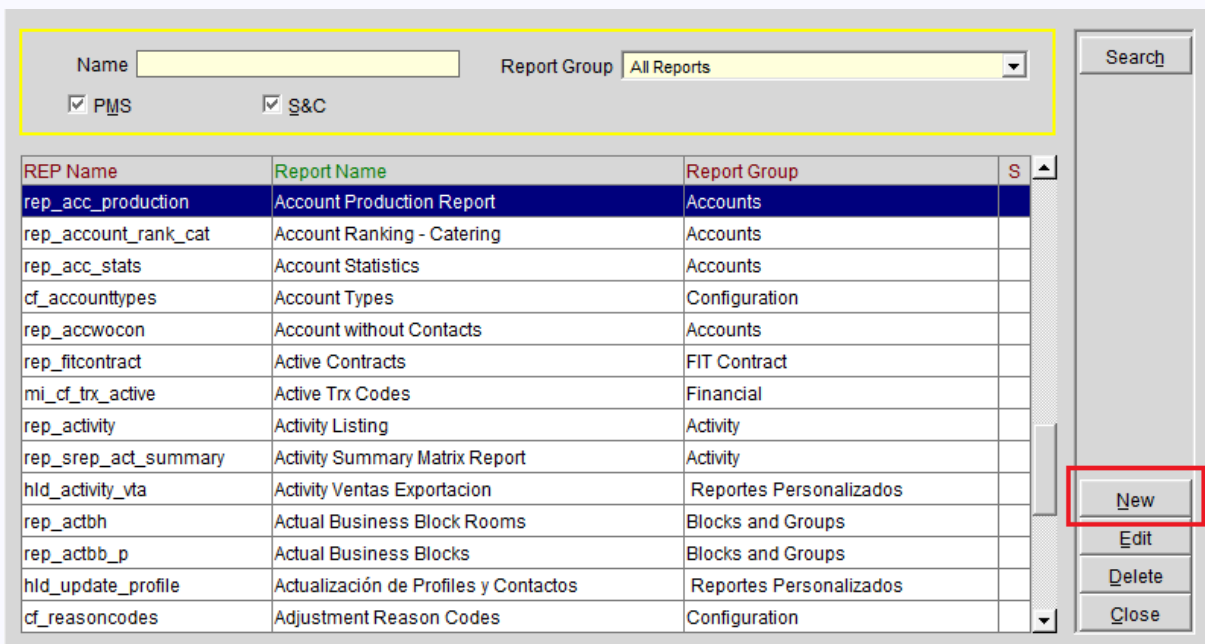 Name Report Group All Reports Search
PMS S&C
REP Name Report Name Report Group S
rep_acc_production Account Production Report Accounts
rep_account_rank_cat Account Ranking - Catering Accounts
rep_acc_stats Account Statistics Accounts
cf_accounttypes Account Types Configuration
rep_accwocon Account without Contacts Accounts
rep_fitcontract Active Contracts FIT Contract
mi_cf_trx_active Active Trx Codes Financial
rep_activity Activity Listing Activity
rep_srep_act_summary Activity Summary Matrix Report Activity
hld_activity_vta Activity Ventas Exportacion Reportes Personalizados
New
rep_actbh Actual Business Block Rooms Blocks and Groups
Edit
rep_actbb_p Actual Business Blocks Blocks and Groups
Delete
hld_update_profile Actualización de Profiles y Contactos Reportes Personalizados
cf_reasoncodes Adjustment Reason Codes Configuration
Close